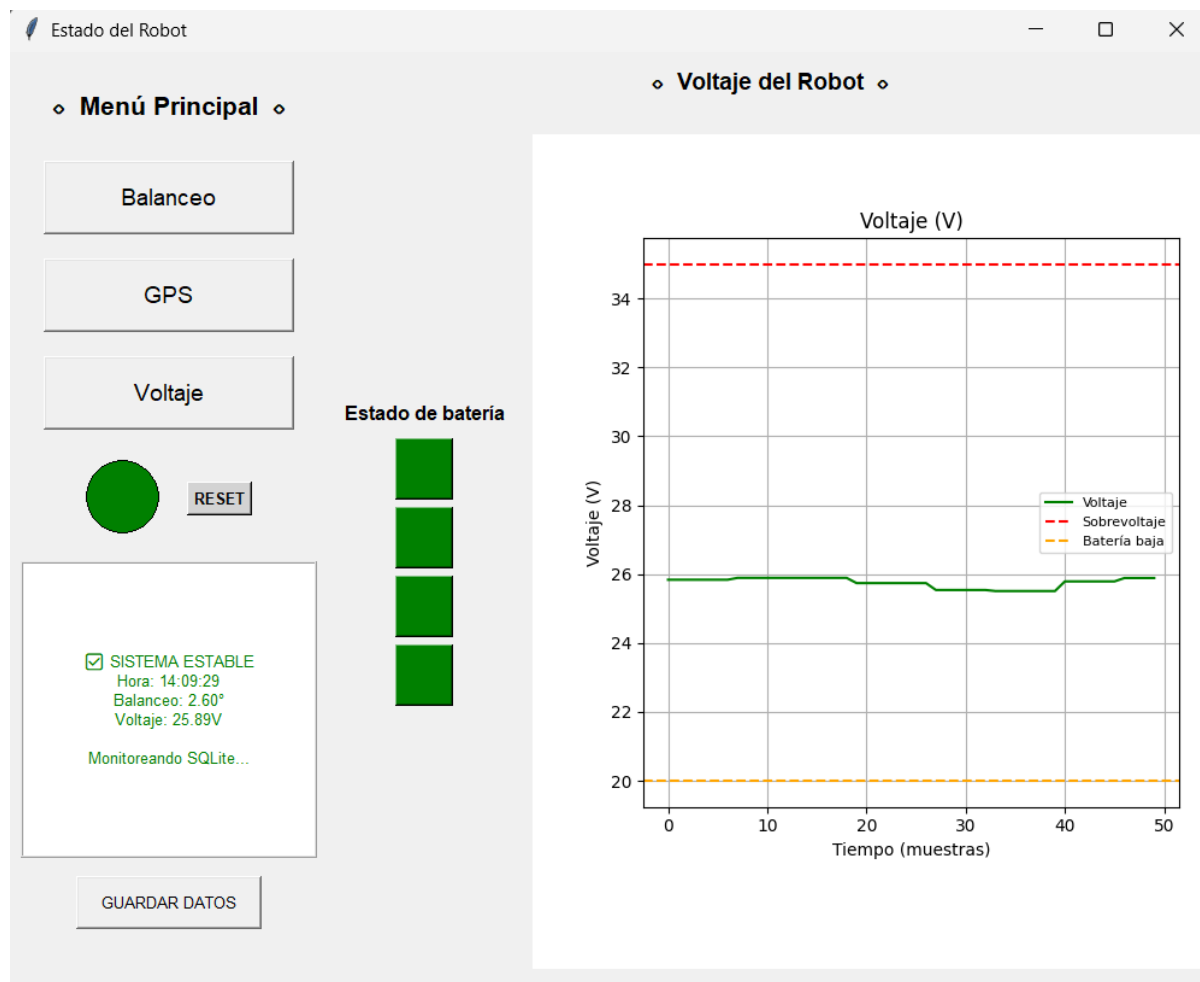 Estado del Robot
Menú Principal
Balanceo
GPS
Voltaje
RESET
SISTEMA ESTABLE
Hora: 14:09:29
Balanceo: 2.60°
Voltaje: 25.89V
Monitoreando SQLite...
GUARDAR DATOS
Estado de batería
Voltaje del Robot
Voltaje (V)
34
32
30
28
26
24
22
20
Voltaje (V)
Voltaje
Sobrevoltaje
Batería baja
0 10 20 30 40 50
Tiempo (muestras)